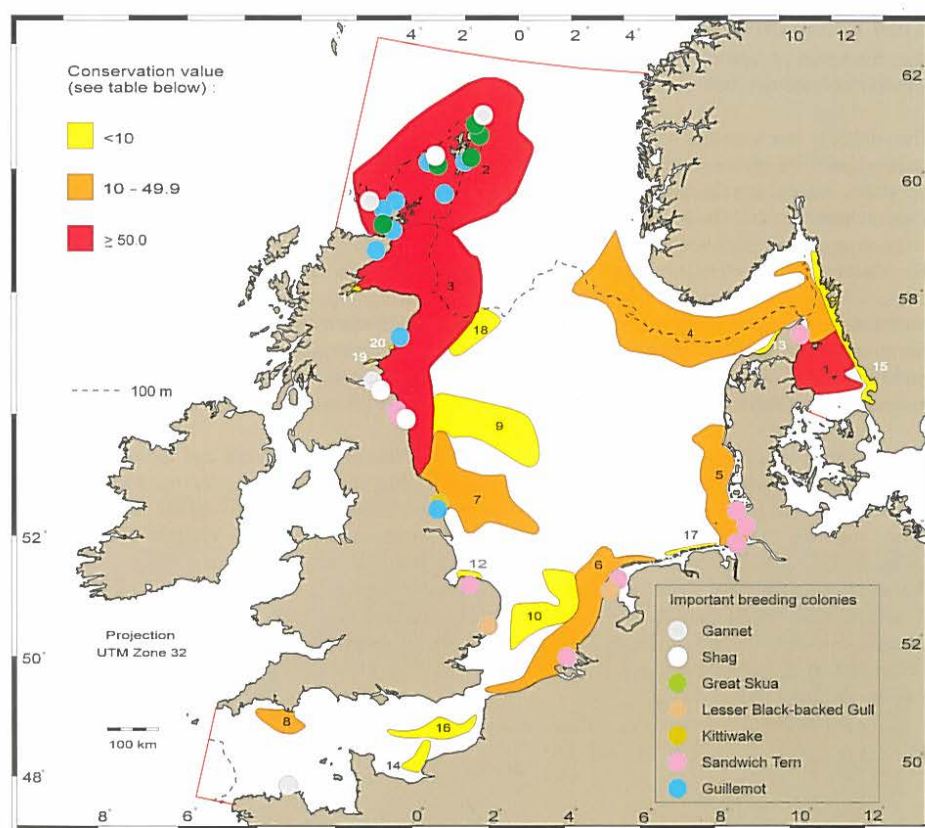 4 2 0 2 4 10 12
Conservation value
(see table below) :
<10
10 – 49.9
≥ 50.0
100 m
62
60
58
52
50
48
52
50
2
3
4
18
20
19
13
1
15
9
5
7
17
12
6
10
8
16
14
Projection
UTM Zone 32
100 km
Important breeding colonies
Gannet
Shag
Great Skua
Lesser Black-backed Gull
Kittiwake
Sandwich Tern
Guillemot
8 6 0 2 4 6 8 10 12